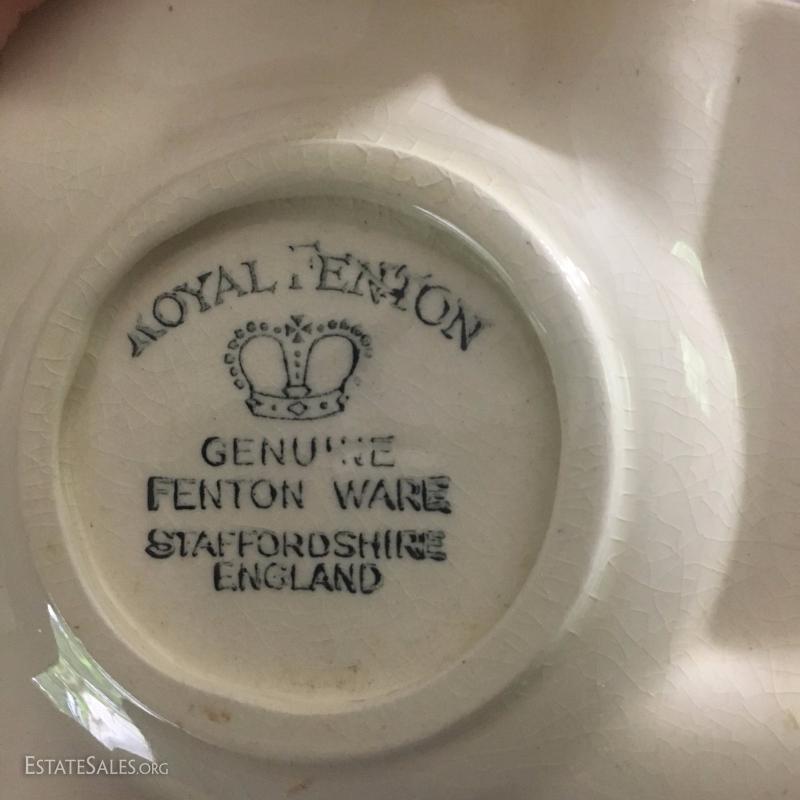 ROYAL FENTON
GENUINE
FENTON WARE
STAFFORDSHIRE
ENGLAND
ESTATESALES.ORG